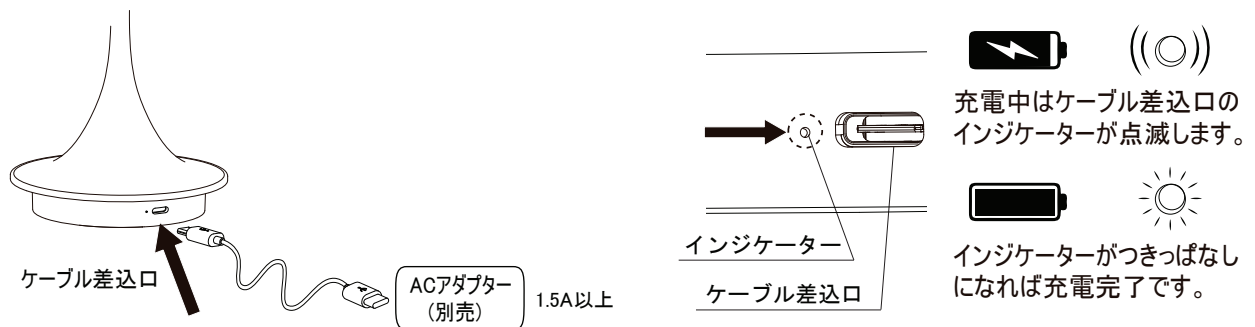 ケーブル差込口
ACアダプター
(別売)
1.5A以上
インジケーター
ケーブル差込口
充電中はケーブル差込口の
インジケーターが点滅します。
インジケーターがつきっぱなし
になれば充電完了です。